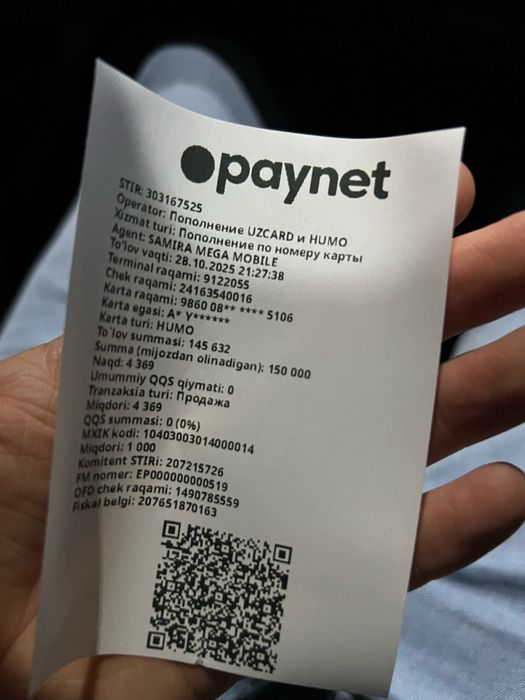 paynet
STIR: 303167525
Operator: Пополнение UZCARD и HUMO
Xizmat turi: Пополнение по номеру карты
Agent: SAMIRA MEGA MOBILE
To'lov vaqti: 28.10.2025 21:27:38
Terminal raqami: 9122055
Chek raqami: 24163540016
Karta raqami: 9860 08** **** 5106
Karta egasi: A* Y******
Karta turi: HUMO
To`lov summasi: 145 632
Summa (mijozdan olinadigan): 150 000
Naqd: 4 369
Umummiy QQS qiymati: 0
Tranzaksia turi: Продажа
Miqdori: 4 369
QQS summasi: 0 (0%)
MXIK kodi: 10403003014000014
Miqdori: 1 000
Komitent STIRi: 207215726
FM nomer: EP000000000519
OFD chek raqami: 1490785559
Fiskal belgi: 207651870163